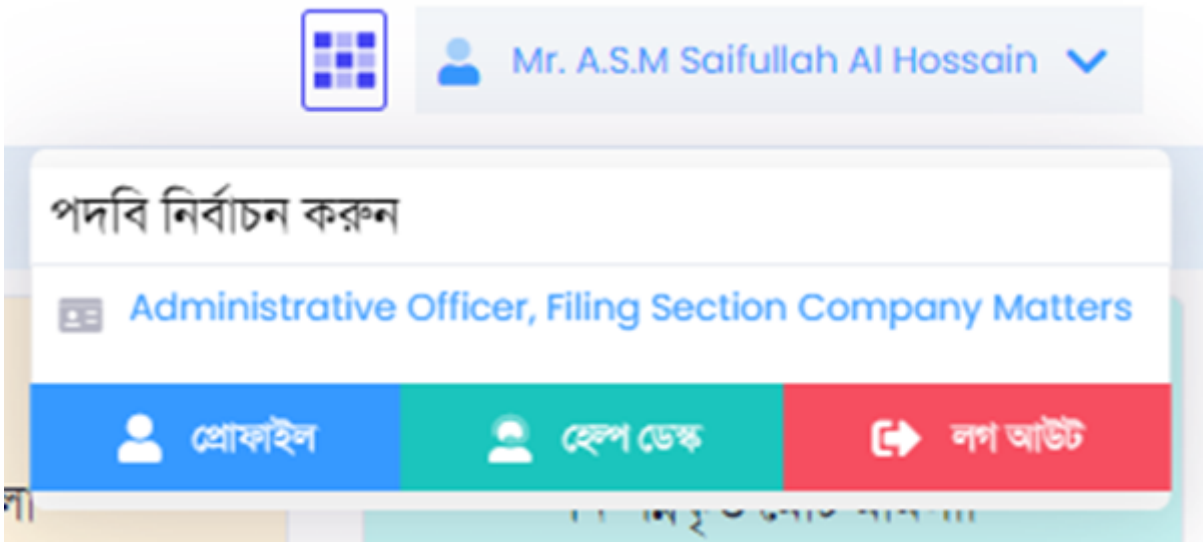 Mr. A.S.M Saifullah Al Hossain
পদবি নির্বাচন করুন
Administrative Officer, Filing Section Company Matters
প্রোফাইল হেল্প ডেস্ক লগ আউট